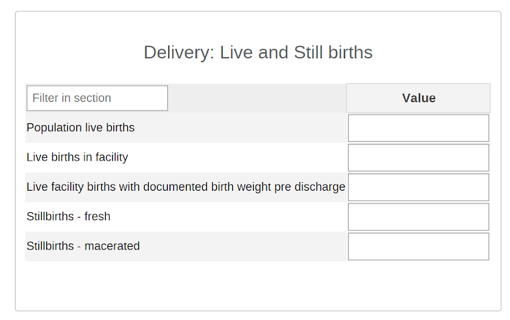 Delivery: Live and Still births
Filter in section Value
Population live births
Live births in facility
Live facility births with documented birth weight pre discharge
Stillbirths - fresh
Stillbirths - macerated